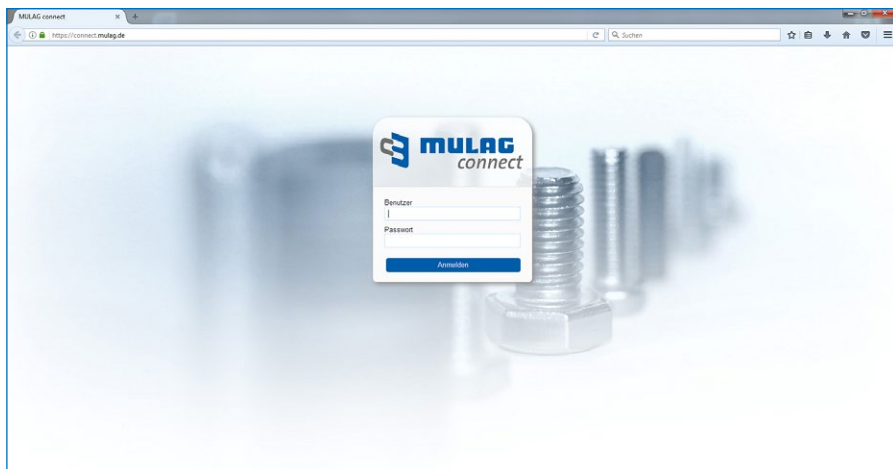 MULAG connect
https://connect.mulag.de
Suchen
MULAG
connect
Benutzer
Passwort
Anmelden